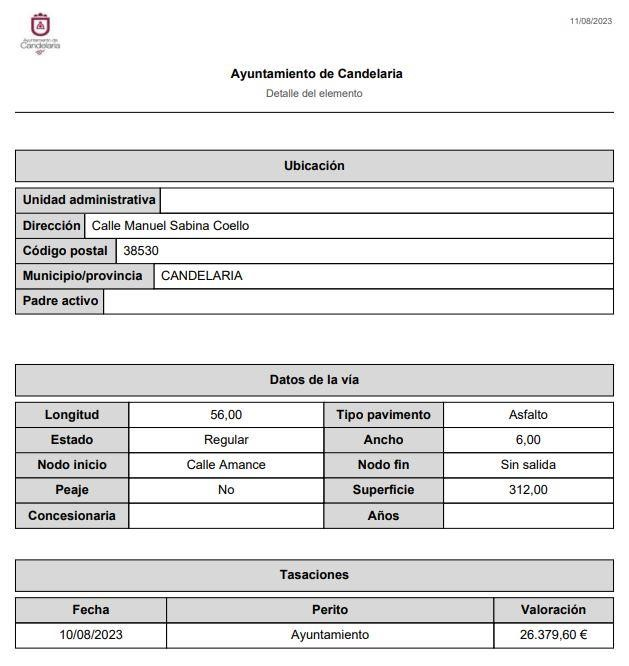 11/08/2023
Ayuntamiento de
Candelaria
Ayuntamiento de Candelaria
Detalle del elemento
Ubicación
Unidad administrativa
Dirección Calle Manuel Sabina Coello
Código postal 38530
Municipio/provincia CANDELARIA
Padre activo
Datos de la vía
Longitud 56,00 Tipo pavimento Asfalto
Estado Regular Ancho 6,00
Nodo inicio Calle Amance Nodo fin Sin salida
Peaje No Superficie 312,00
Concesionaria Años
Tasaciones
Fecha Perito Valoración
10/08/2023 Ayuntamiento 26.379,60 €